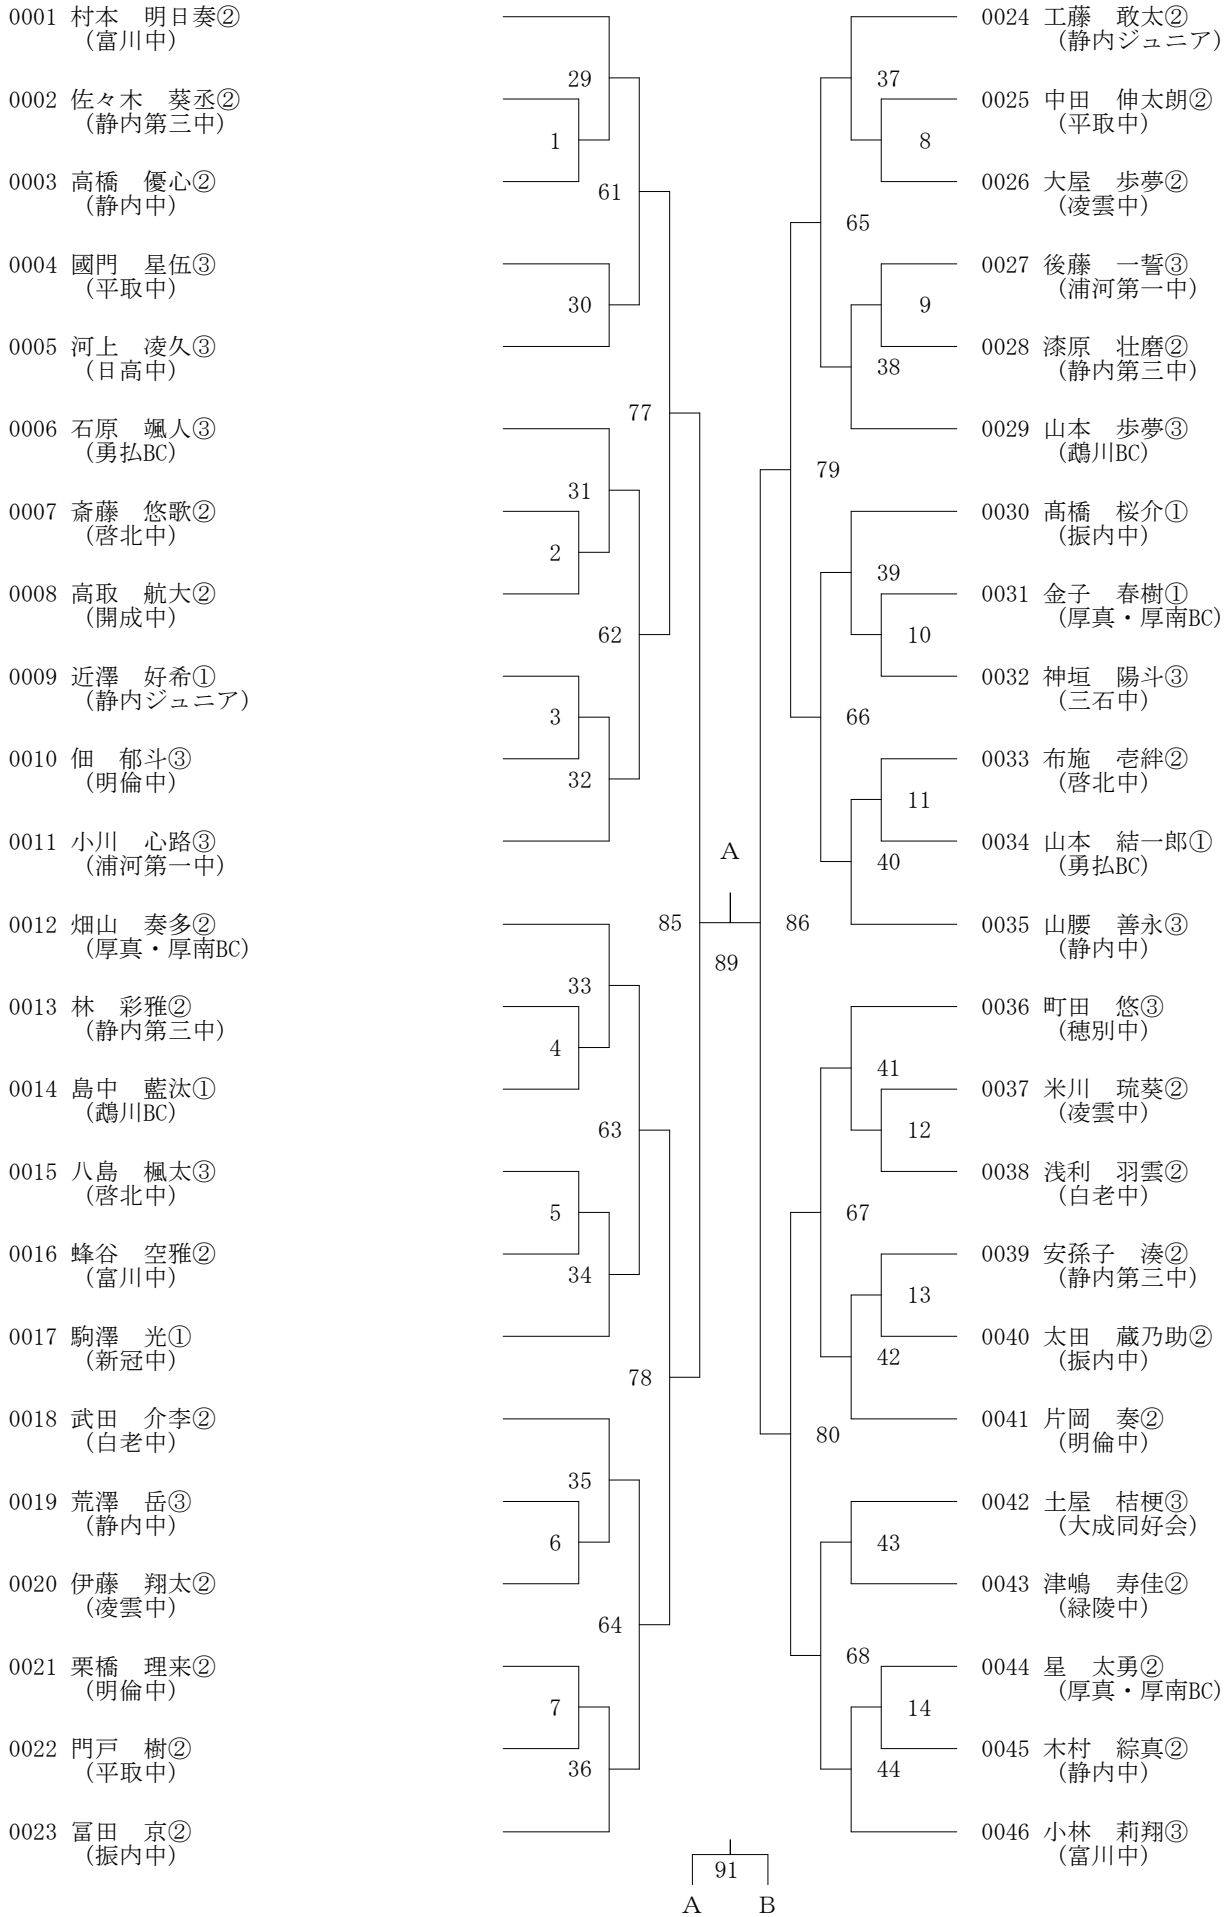 0001 村本　明日奏②
（富川中）
0002 佐々木　葵丞②
（静内第三中）
0003 高橋　優心②
（静内中）
0004 國門　星伍③
（平取中）
0005 河上　凌久③
（日高中）
0006 石原　颯人③
（勇払BC）
0007 斎藤　悠歌②
（啓北中）
0008 高取　航大②
（開成中）
0009 近澤　好希①
（静内ジュニア）
0010 佃　郁斗③
（明倫中）
0011 小川　心路③
（浦河第一中）
0012 畑山　奏多②
（厚真・厚南BC）
0013 林　彩雅②
（静内第三中）
0014 島中　藍汰①
（鵡川BC）
0015 八島　楓太③
（啓北中）
0016 蜂谷　空雅②
（富川中）
0017 駒澤　光①
（新冠中）
0018 武田　介李②
（白老中）
0019 荒澤　岳③
（静内中）
0020 伊藤　翔太②
（凌雲中）
0021 栗橋　理来②
（明倫中）
0022 門戸　樹②
（平取中）
0023 冨田　京②
（振内中）
29
1
61
30
77
31
2
62
3
32
85
33
4
63
5
34
78
35
6
64
7
36
A
89
86
91
A B
37
8
65
9
38
79
39
10
66
11
40
41
12
67
13
42
80
43
68
14
44
0024 工藤　敢太②
（静内ジュニア）
0025 中田　伸太朗②
（平取中）
0026 大屋　歩夢②
（凌雲中）
0027 後藤　一誓③
（浦河第一中）
0028 漆原　壮磨②
（静内第三中）
0029 山本　歩夢③
（鵡川BC）
0030 髙橋　桜介①
（振内中）
0031 金子　春樹①
（厚真・厚南BC）
0032 神垣　陽斗③
（三石中）
0033 布施　壱絆②
（啓北中）
0034 山本　結一郎①
（勇払BC）
0035 山腰　善永③
（静内中）
0036 町田　悠③
（穂別中）
0037 米川　琉葵②
（凌雲中）
0038 浅利　羽雲②
（白老中）
0039 安孫子　湊②
（静内第三中）
0040 太田　蔵乃助②
（振内中）
0041 片岡　奏②
（明倫中）
0042 土屋　桔梗③
（大成同好会）
0043 津嶋　寿佳②
（緑陵中）
0044 星　太勇②
（厚真・厚南BC）
0045 木村　綜真②
（静内中）
0046 小林　莉翔③
（富川中）